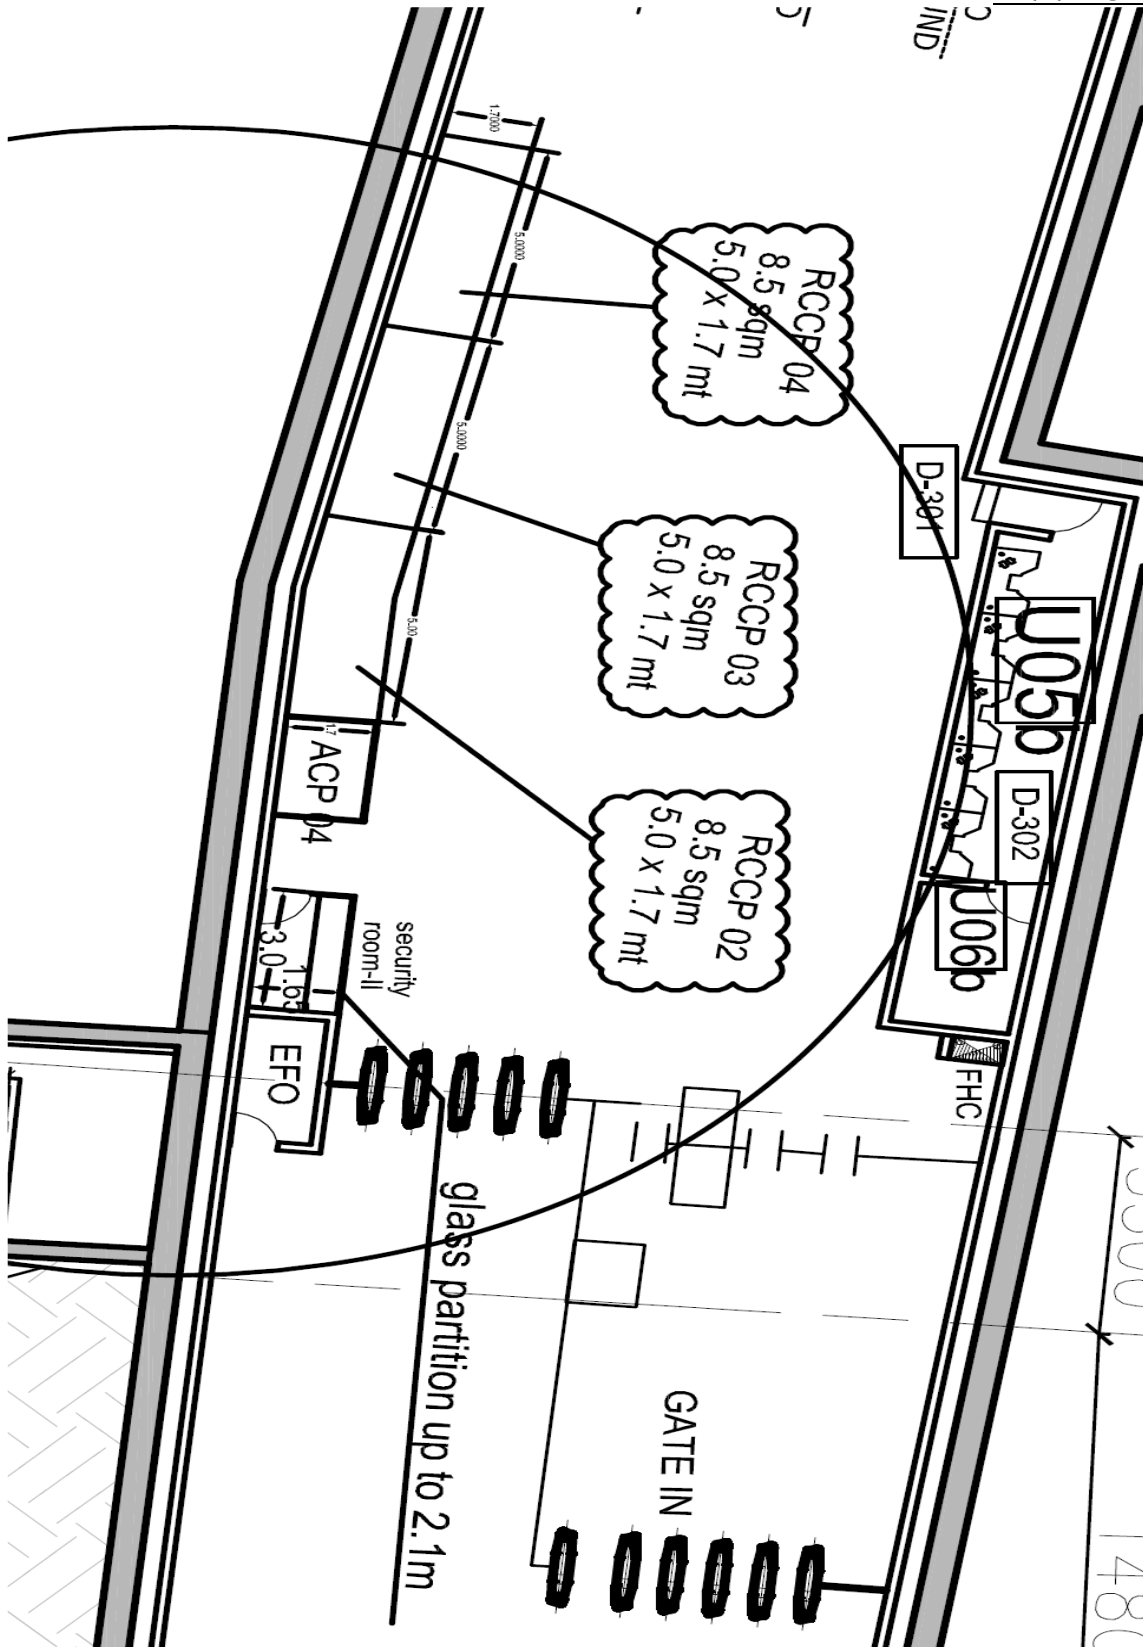 1.7000
5.0000
RCCP 04
8.5 sqm
5.0 x 1.7 mt
5.0000
D-301
RCCP 03
8.5 sqm
5.0 x 1.7 mt
5.00
U05b
1.7
ACP 04
D-302
RCCP 02
8.5 sqm
5.0 x 1.7 mt
U06b
security
room-II
3.0
1.65
EFO
FHC
glass partition up to 2.1m
GATE IN